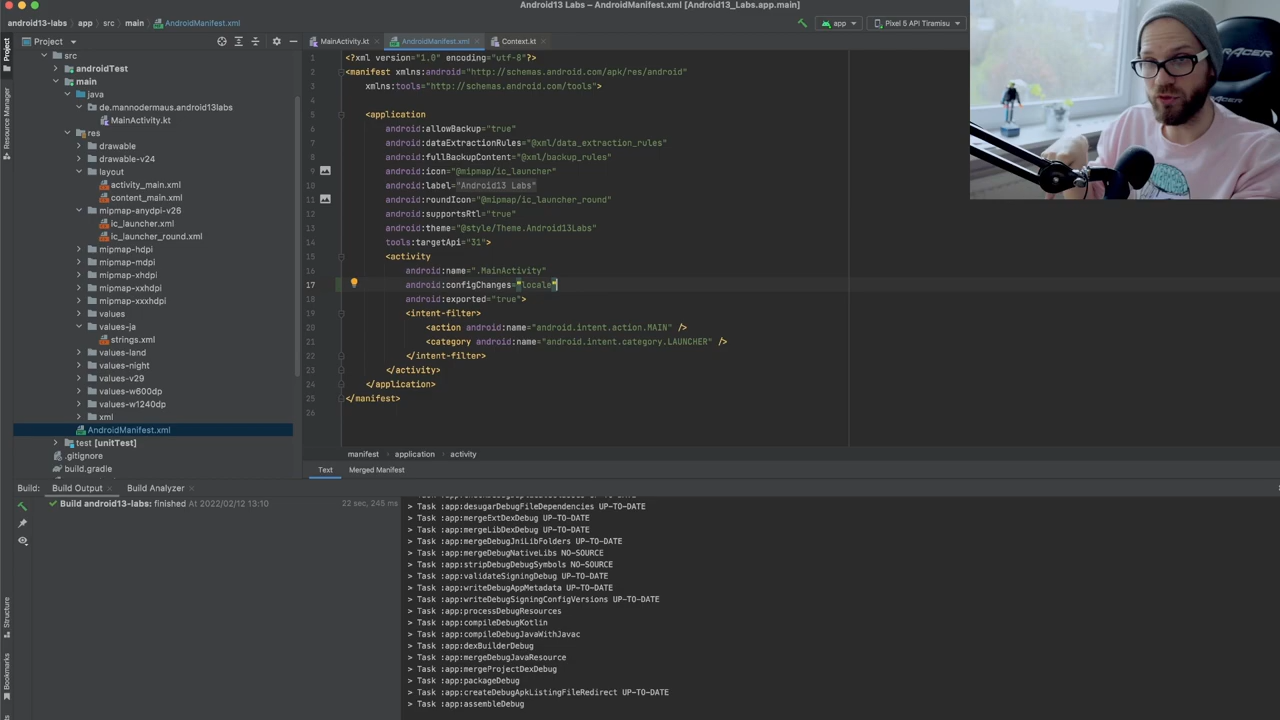 Android13 Labs – AndroidManifest.xml [Android13_Labs.app.main]
android13-labs app src main AndroidManifest.xml
app Pixel 5 API Tiramisu
Project
MainActivity.kt AndroidManifest.xml Context.kt
Project
Resource Manager
src
androidTest
main
java
de.mannodermaus.android13labs
MainActivity.kt
res
drawable
drawable-v24
layout
activity_main.xml
content_main.xml
mipmap-anydpi-v26
ic_launcher.xml
ic_launcher_round.xml
mipmap-hdpi
mipmap-mdpi
mipmap-xhdpi
mipmap-xxhdpi
mipmap-xxxhdpi
values
values-ja
strings.xml
values-land
values-night
values-v29
values-w600dp
values-w1240dp
xml
AndroidManifest.xml
test [unitTest]
.gitignore
build.gradle
1 <?xml version="1.0" encoding="utf-8"?>
2 <manifest xmlns:android="http://schemas.android.com/apk/res/android"
3 xmlns:tools="http://schemas.android.com/tools">
4
5 <application
6 android:allowBackup="true"
7 android:dataExtractionRules="@xml/data_extraction_rules"
8 android:fullBackupContent="@xml/backup_rules"
9 android:icon="@mipmap/ic_launcher"
10 android:label="Android13 Labs"
11 android:roundIcon="@mipmap/ic_launcher_round"
12 android:supportsRtl="true"
13 android:theme="@style/Theme.Android13Labs"
14 tools:targetApi="31">
15 <activity
16 android:name=".MainActivity"
17 android:configChanges="locale"
18 android:exported="true">
19 <intent-filter>
20 <action android:name="android.intent.action.MAIN" />
21 <category android:name="android.intent.category.LAUNCHER" />
22 </intent-filter>
23 </activity>
24 </application>
25 </manifest>
26
manifest application activity
Text Merged Manifest
Build: Build Output Build Analyzer
Build android13-labs: finished At 2022/02/12 13:10 22 sec, 245 ms
> Task :app:desugarDebugFileDependencies UP-TO-DATE
> Task :app:mergeExtDexDebug UP-TO-DATE
> Task :app:mergeLibDexDebug UP-TO-DATE
> Task :app:mergeDebugJniLibFolders UP-TO-DATE
> Task :app:mergeDebugNativeLibs NO-SOURCE
> Task :app:stripDebugDebugSymbols NO-SOURCE
> Task :app:validateSigningDebug UP-TO-DATE
> Task :app:writeDebugAppMetadata UP-TO-DATE
> Task :app:writeDebugSigningConfigVersions UP-TO-DATE
> Task :app:processDebugResources
> Task :app:compileDebugKotlin
> Task :app:compileDebugJavaWithJavac
> Task :app:dexBuilderDebug
> Task :app:mergeDebugJavaResource
> Task :app:mergeProjectDexDebug
> Task :app:packageDebug
> Task :app:createDebugApkListingFileRedirect UP-TO-DATE
> Task :app:assembleDebug
Structure
Bookmarks